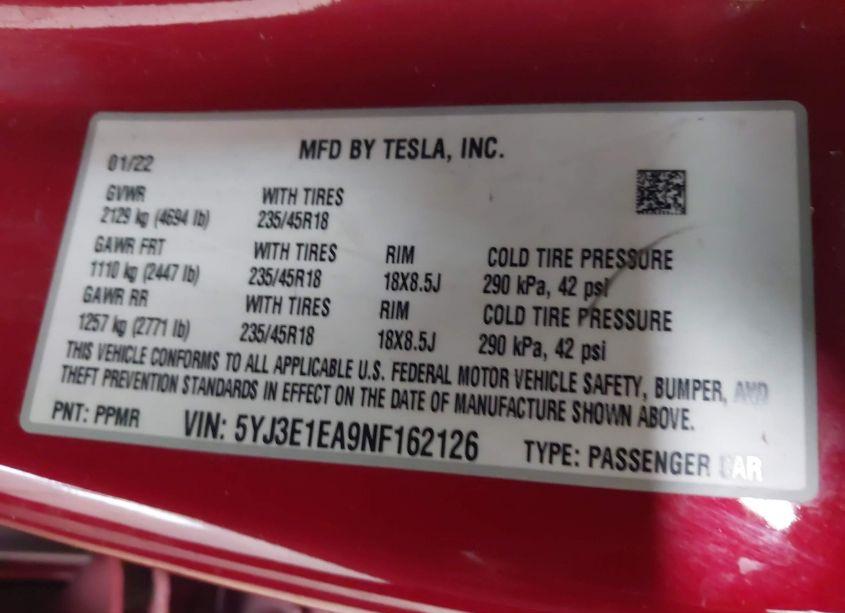 MFD BY TESLA, INC.
01/22
GVWR WITH TIRES
2129 kg (4694 lb) 235/45R18
GAWR FRT WITH TIRES RIM COLD TIRE PRESSURE
1110 kg (2447 lb) 235/45R18 18X8.5J 290 kPa, 42 psi
GAWR RR WITH TIRES RIM COLD TIRE PRESSURE
1257 kg (2771 lb) 235/45R18 18X8.5J 290 kPa, 42 psi
THIS VEHICLE CONFORMS TO ALL APPLICABLE U.S. FEDERAL MOTOR VEHICLE SAFETY, BUMPER, AND
THEFT PREVENTION STANDARDS IN EFFECT ON THE DATE OF MANUFACTURE SHOWN ABOVE.
PNT: PPMR VIN: 5YJ3E1EA9NF162126 TYPE: PASSENGER CAR